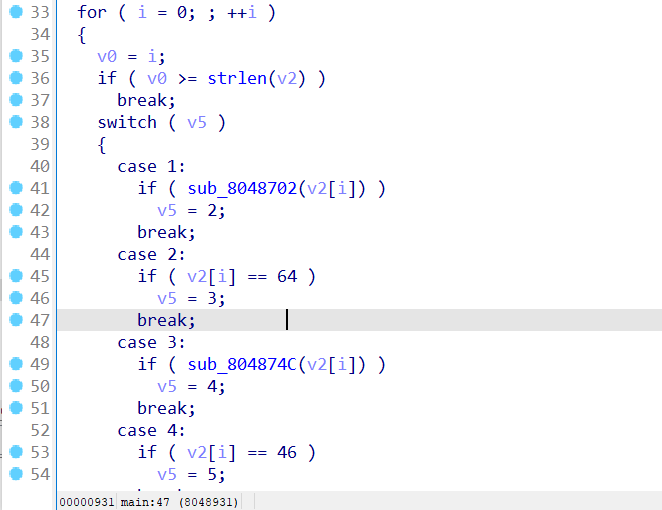 33 for ( i = 0; ; ++i )
34 {
35 v0 = i;
36 if ( v0 >= strlen(v2) )
37 break;
38 switch ( v5 )
39 {
40 case 1:
41 if ( sub_8048702(v2[i]) )
42 v5 = 2;
43 break;
44 case 2:
45 if ( v2[i] == 64 )
46 v5 = 3;
47 break;
48 case 3:
49 if ( sub_804874C(v2[i]) )
50 v5 = 4;
51 break;
52 case 4:
53 if ( v2[i] == 46 )
54 v5 = 5;
00000931 main:47 (8048931)